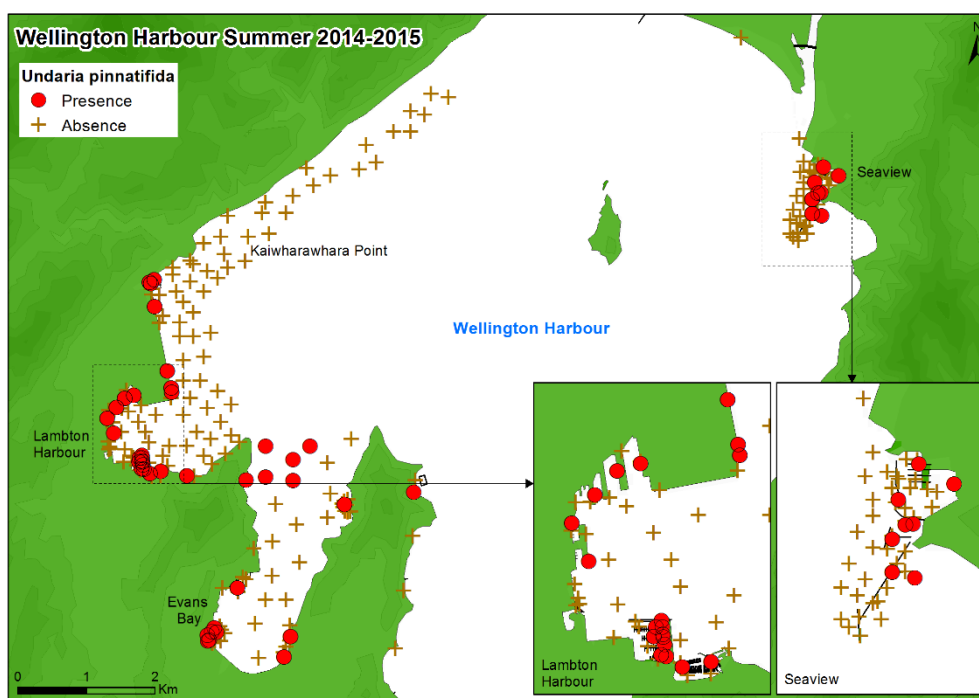 Wellington Harbour Summer 2014-2015
N
Undaria pinnatifida
Presence
Absence
Seaview
Kaiwharawhara Point
Wellington Harbour
Lambton
Harbour
Evans
Bay
Lambton
Harbour
Seaview
0 1 2
Km